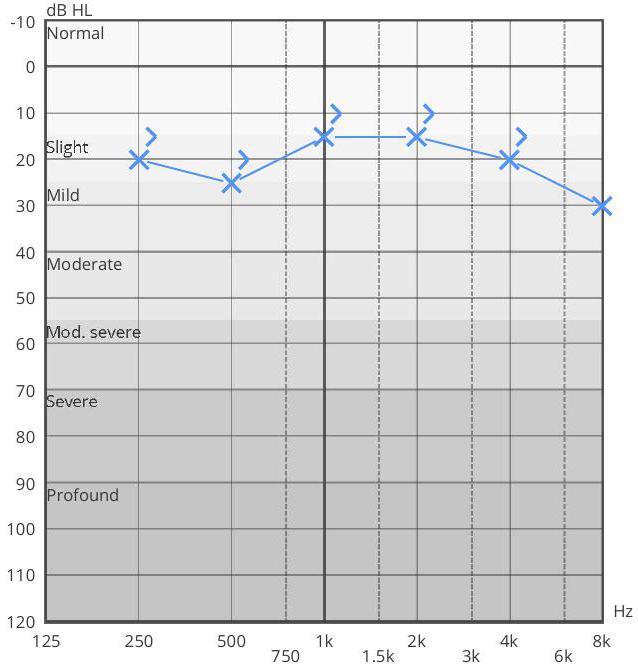 dB HL
-10
Normal
0
10
Slight
20
Mild
30
40
Moderate
50
Mod. severe
60
70
Severe
80
90
Profound
100
110
120
Hz
125 250 500 1k 2k 4k 8k
750 1.5k 3k 6k